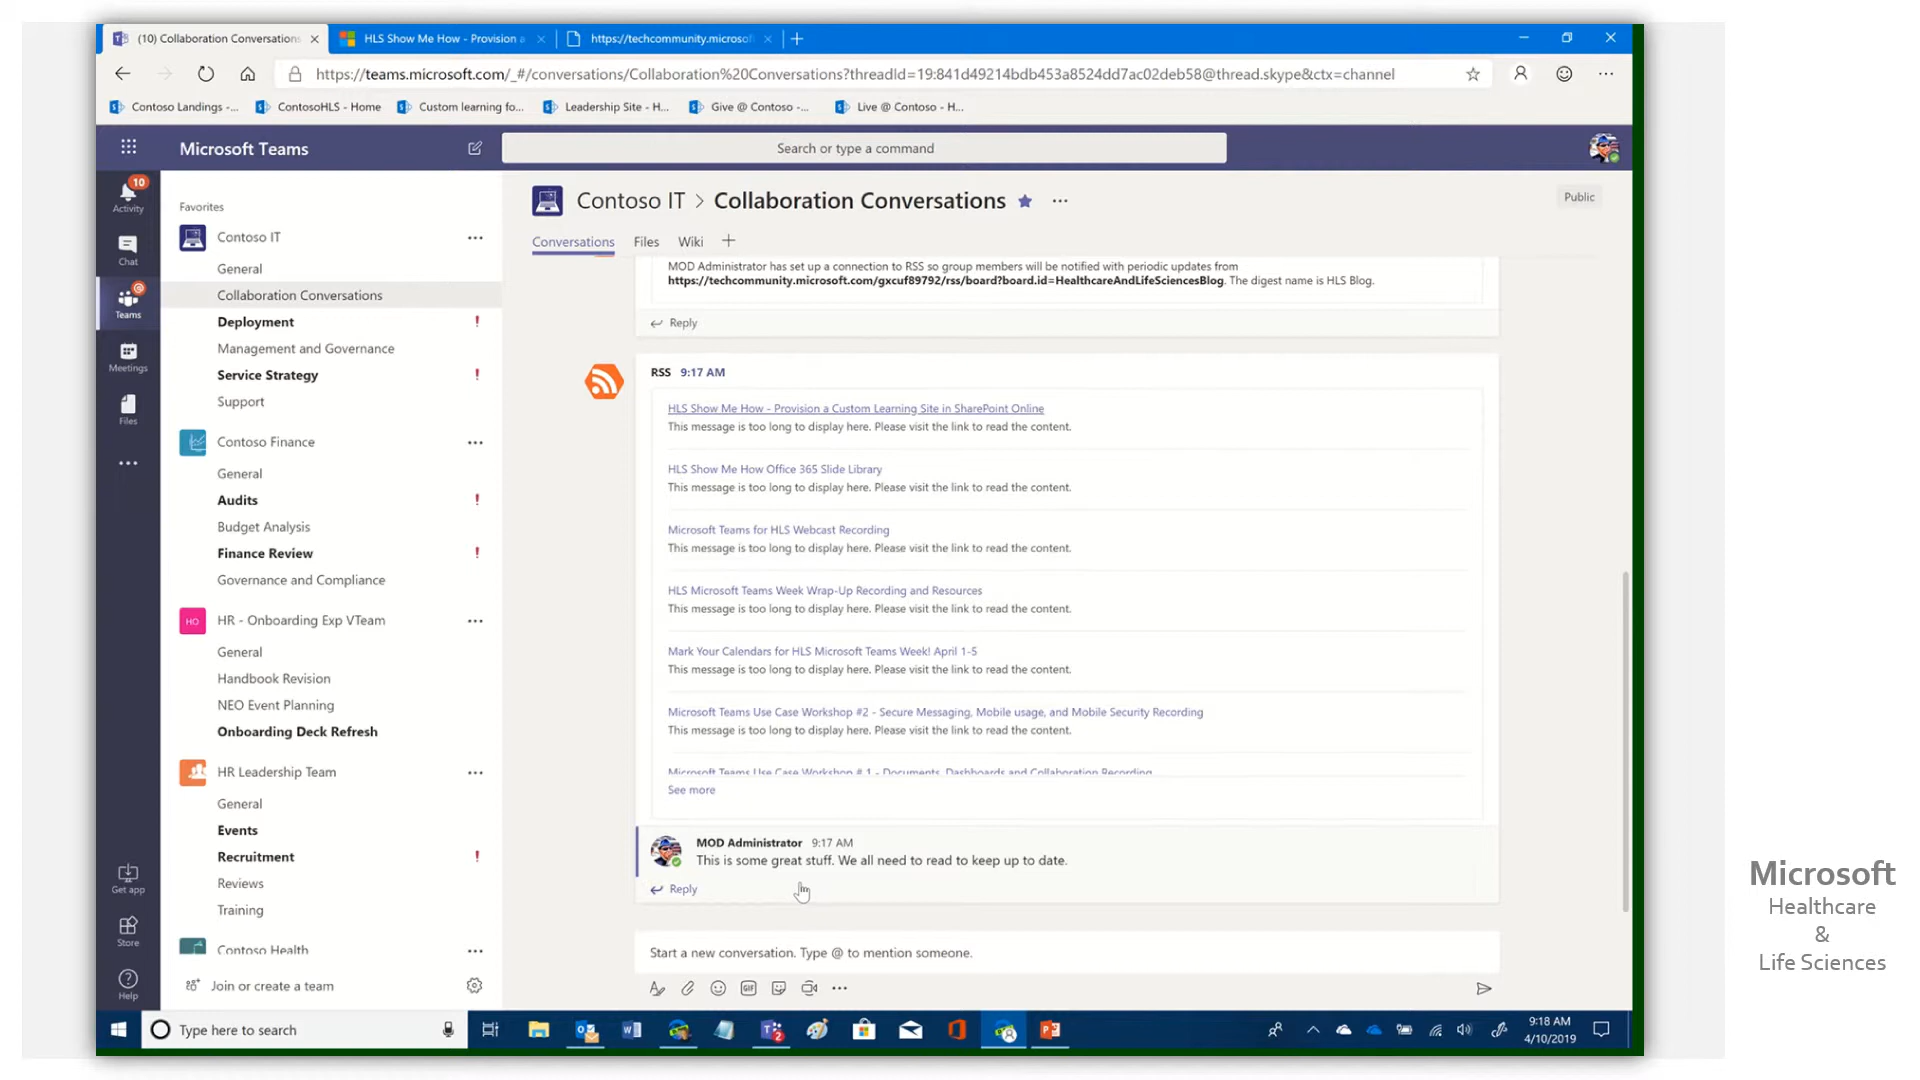 (10) Collaboration Conversations
HLS Show Me How - Provision a
https://techcommunity.microsof
https://teams.microsoft.com/_#/conversations/Collaboration%20Conversations?threadId=19:841d49214bdb453a8524dd7ac02deb58@thread.skype&ctx=channel
Contoso Landings -...
ContosoHLS - Home
Custom learning fo...
Leadership Site - H...
Give @ Contoso -...
Live @ Contoso - H...
Microsoft Teams
Search or type a command
10
Activity
Chat
Teams
Meetings
Files
Get app
Store
Help
Favorites
Contoso IT
General
Collaboration Conversations
Deployment !
Management and Governance
Service Strategy !
Support
Contoso Finance
General
Audits !
Budget Analysis
Finance Review !
Governance and Compliance
HO HR - Onboarding Exp VTeam
General
Handbook Revision
NEO Event Planning
Onboarding Deck Refresh
HR Leadership Team
General
Events
Recruitment !
Reviews
Training
Contoso Health
Join or create a team
Contoso IT > Collaboration Conversations
Public
Conversations Files Wiki
MOD Administrator has set up a connection to RSS so group members will be notified with periodic updates from
https://techcommunity.microsoft.com/gxcuf89792/rss/board?board.id=HealthcareAndLifeSciencesBlog. The digest name is HLS Blog.
Reply
RSS 9:17 AM
HLS Show Me How - Provision a Custom Learning Site in SharePoint Online
This message is too long to display here. Please visit the link to read the content.
HLS Show Me How Office 365 Slide Library
This message is too long to display here. Please visit the link to read the content.
Microsoft Teams for HLS Webcast Recording
This message is too long to display here. Please visit the link to read the content.
HLS Microsoft Teams Week Wrap-Up Recording and Resources
This message is too long to display here. Please visit the link to read the content.
Mark Your Calendars for HLS Microsoft Teams Week! April 1-5
This message is too long to display here. Please visit the link to read the content.
Microsoft Teams Use Case Workshop #2 - Secure Messaging, Mobile usage, and Mobile Security Recording
This message is too long to display here. Please visit the link to read the content.
Microsoft Teams Use Case Workshop # 1 - Documents, Dashboards and Collaboration Recording
See more
MOD Administrator 9:17 AM
This is some great stuff. We all need to read to keep up to date.
Reply
Start a new conversation. Type @ to mention someone.
GIF
Type here to search
2
9:18 AM
4/10/2019
Microsoft
Healthcare
&
Life Sciences